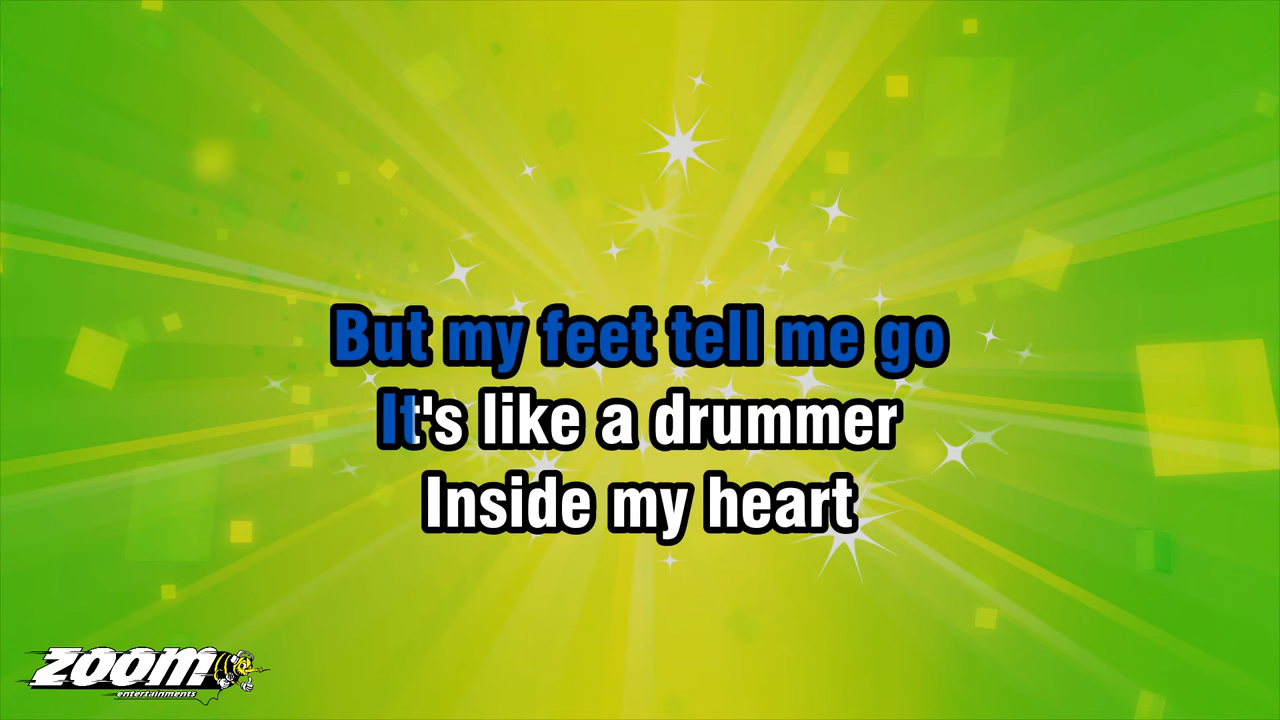 But my feet tell me go
It's like a drummer
Inside my heart
zoom
entertainments